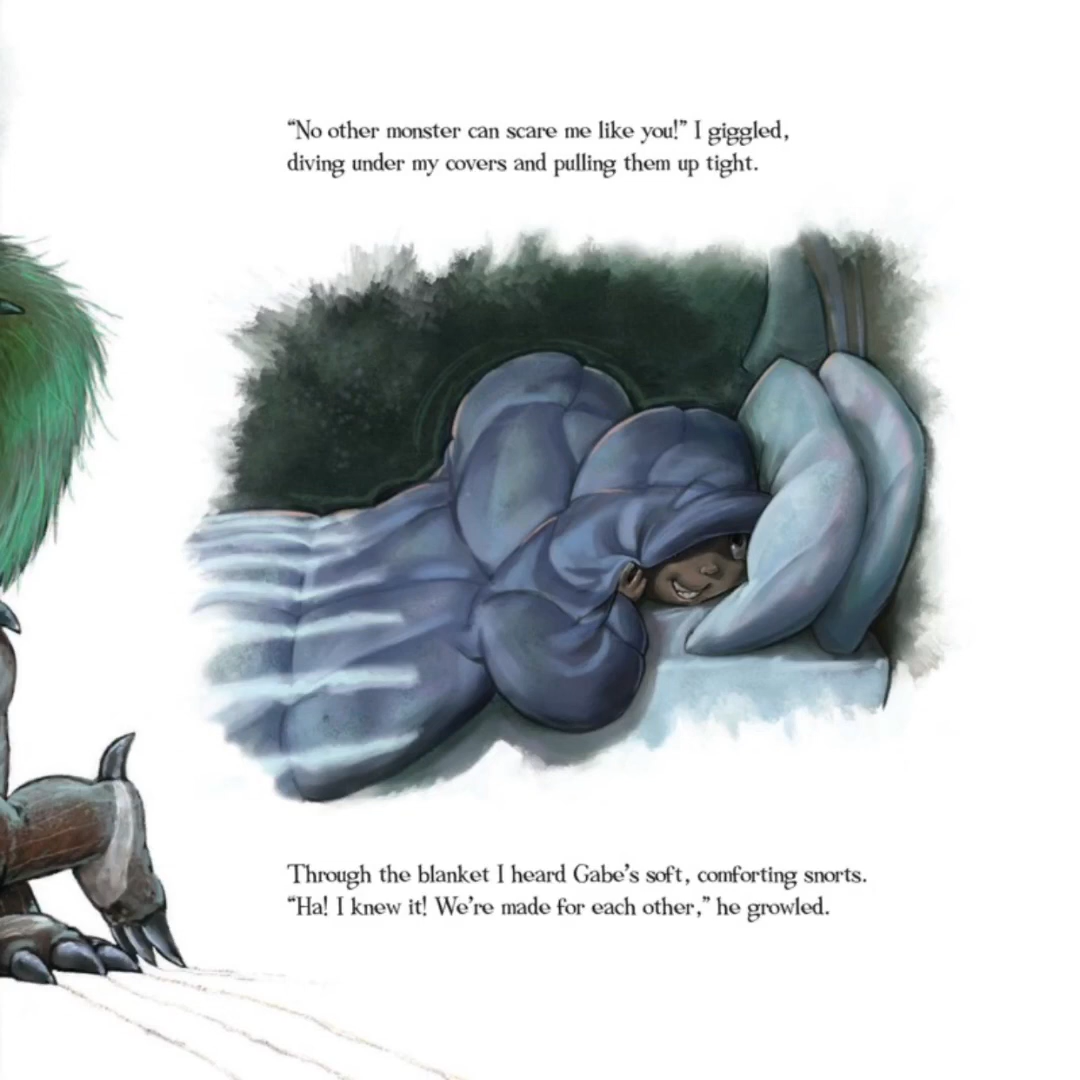 “No other monster can scare me like you!” I giggled,
diving under my covers and pulling them up tight.
Through the blanket I heard Gabe’s soft, comforting snorts.
“Ha! I knew it! We’re made for each other,” he growled.